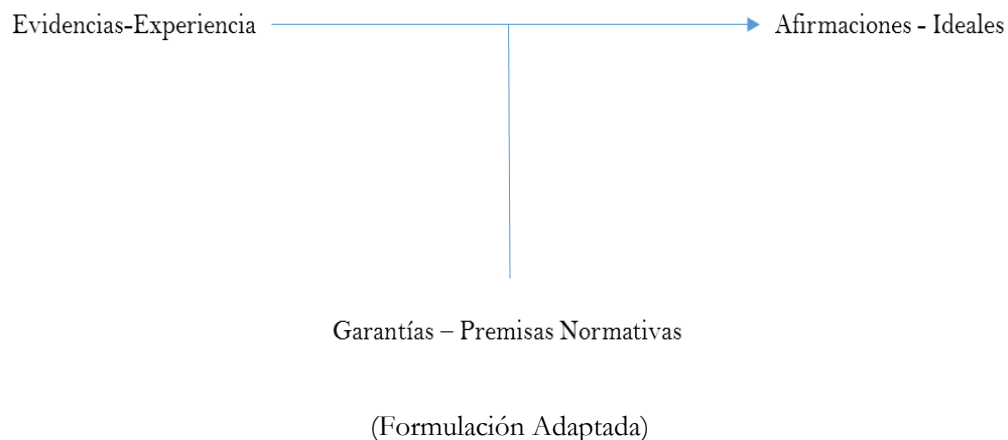 Evidencias-Experiencia
Afirmaciones - Ideales
Garantías – Premisas Normativas
(Formulación Adaptada)